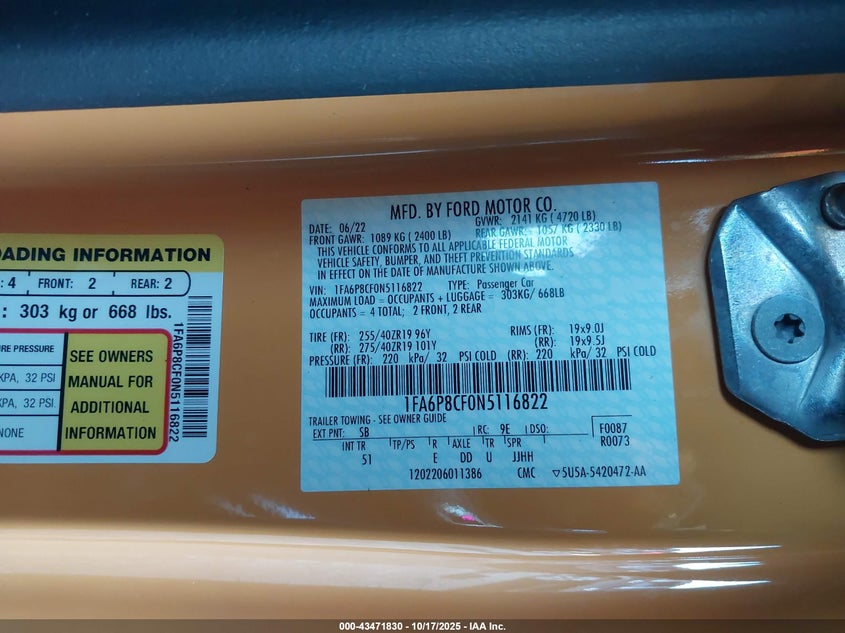 OADING INFORMATION
: 4 FRONT: 2 REAR: 2
: 303 kg or 668 lbs.
RE PRESSURE
KPA, 32 PSI
KPA, 32 PSI
NONE
SEE OWNERS
MANUAL FOR
ADDITIONAL
INFORMATION
1FA6P8CF0N5116822
MFD. BY FORD MOTOR CO.
DATE: 06/22 GVWR: 2141 KG ( 4720 LB)
FRONT GAWR: 1089 KG ( 2400 LB) REAR GAWR: 1057 KG ( 2330 LB)
THIS VEHICLE CONFORMS TO ALL APPLICABLE FEDERAL MOTOR
VEHICLE SAFETY, BUMPER, AND THEFT PREVENTION STANDARDS
IN EFFECT ON THE DATE OF MANUFACTURE SHOWN ABOVE.
VIN: 1FA6P8CF0N5116822 TYPE: Passenger Car
MAXIMUM LOAD = OCCUPANTS + LUGGAGE = 303KG/ 668LB
OCCUPANTS = 4 TOTAL; 2 FRONT, 2 REAR
TIRE (FR): 255/40ZR19 96Y RIMS (FR): 19x9.0J
(RR): 275/40ZR19 101Y (RR): 19x9.5J
PRESSURE (FR): 220 kPa/ 32 PSI COLD (RR): 220 kPa/ 32 PSI COLD
1FA6P8CF0N5116822
TRAILER TOWING - SEE OWNER GUIDE
EXT PNT: SB RC: 9E DSO: F0087
R0073
INT TR TP/PS R AXLE TR SPR
51 E DD U JJHH
1202206011386 CMC ▽5U5A-5420472-AA
000-43471830 - 10/17/2025 - IAA Inc.